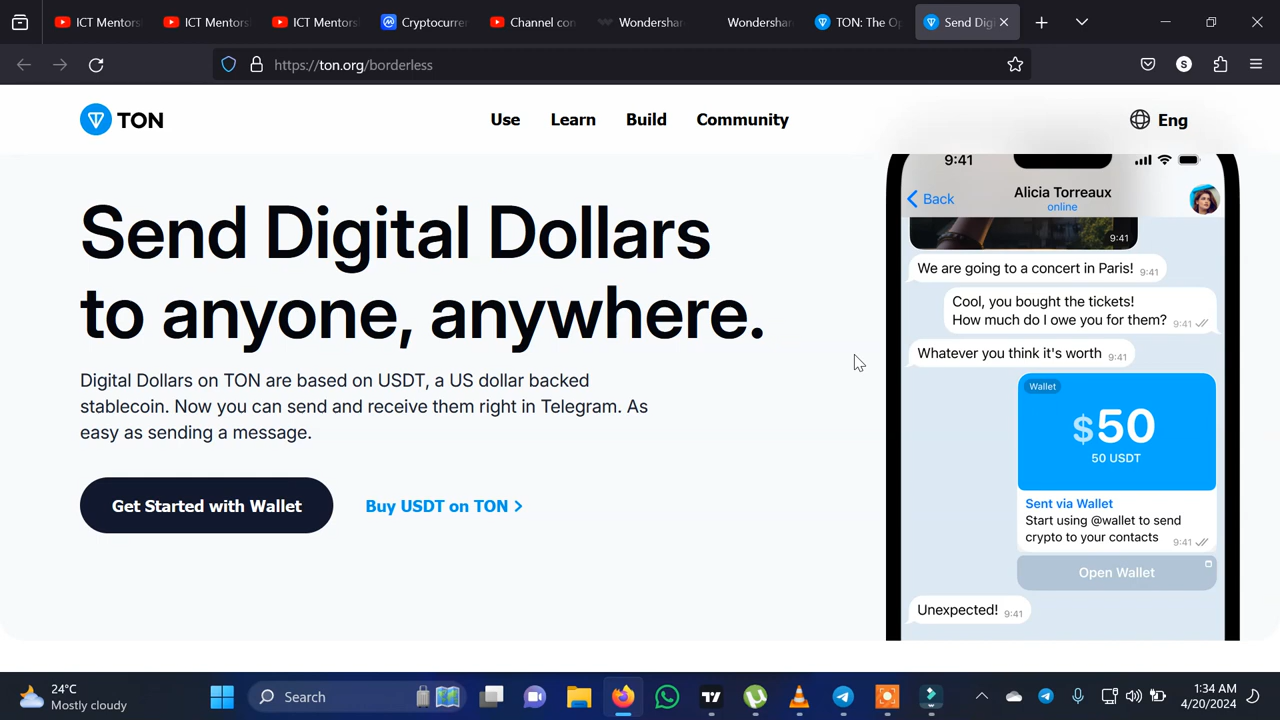 ICT Mentors
ICT Mentors
ICT Mentors
Cryptocurre
Channel con
Wondershar
Wondershar
TON: The Op
Send Digi
https://ton.org/borderless
S
TON
Use
Learn
Build
Community
Eng
Send Digital Dollars
to anyone, anywhere.
Digital Dollars on TON are based on USDT, a US dollar backed
stablecoin. Now you can send and receive them right in Telegram. As
easy as sending a message.
Get Started with Wallet
Buy USDT on TON >
9:41
Back
Alicia Torreaux
online
9:41
We are going to a concert in Paris! 9:41
Cool, you bought the tickets!
How much do I owe you for them? 9:41
Whatever you think it's worth 9:41
Wallet
$50
50 USDT
Sent via Wallet
Start using @wallet to send
crypto to your contacts 9:41
Open Wallet
Unexpected! 9:41
24°C
Mostly cloudy
Search
1:34 AM
4/20/2024